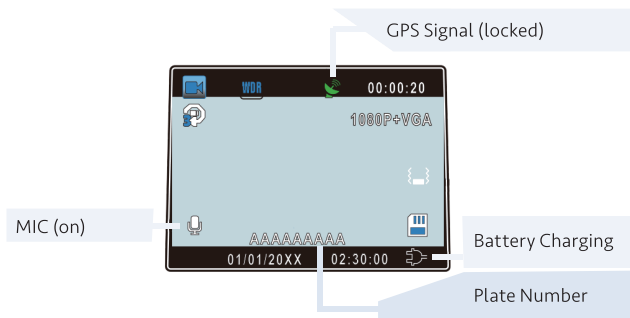 GPS Signal (locked)
WDR
00:00:20
3
1080P+VGA
MIC (on)
AAAAAAAAA
Battery Charging
01/01/20XX 02:30:00
Plate Number